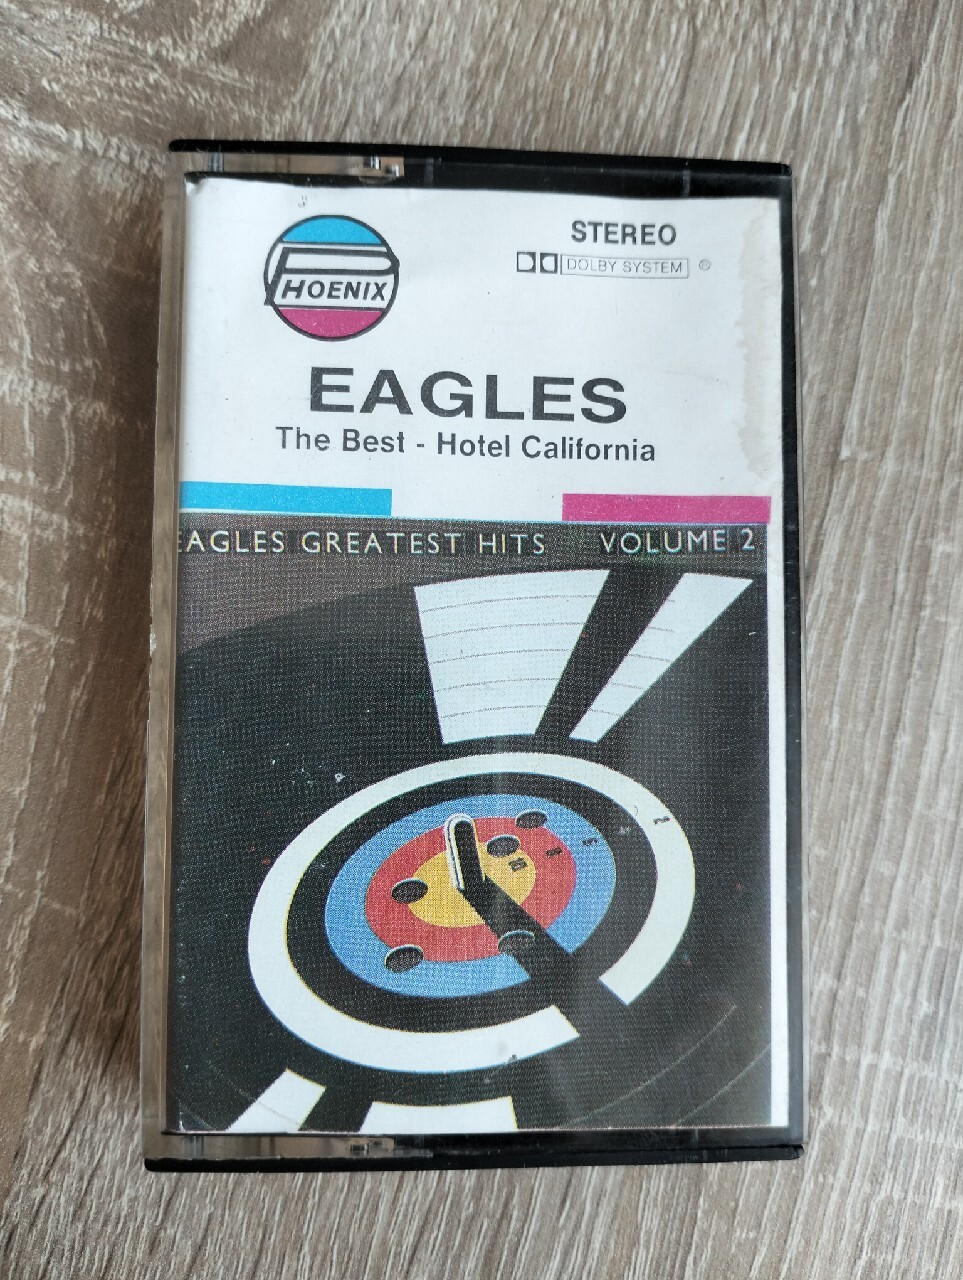 PHOENIX
STEREO
DOLBY SYSTEM ®
EAGLES
The Best - Hotel California
EAGLES GREATEST HITS VOLUME 2